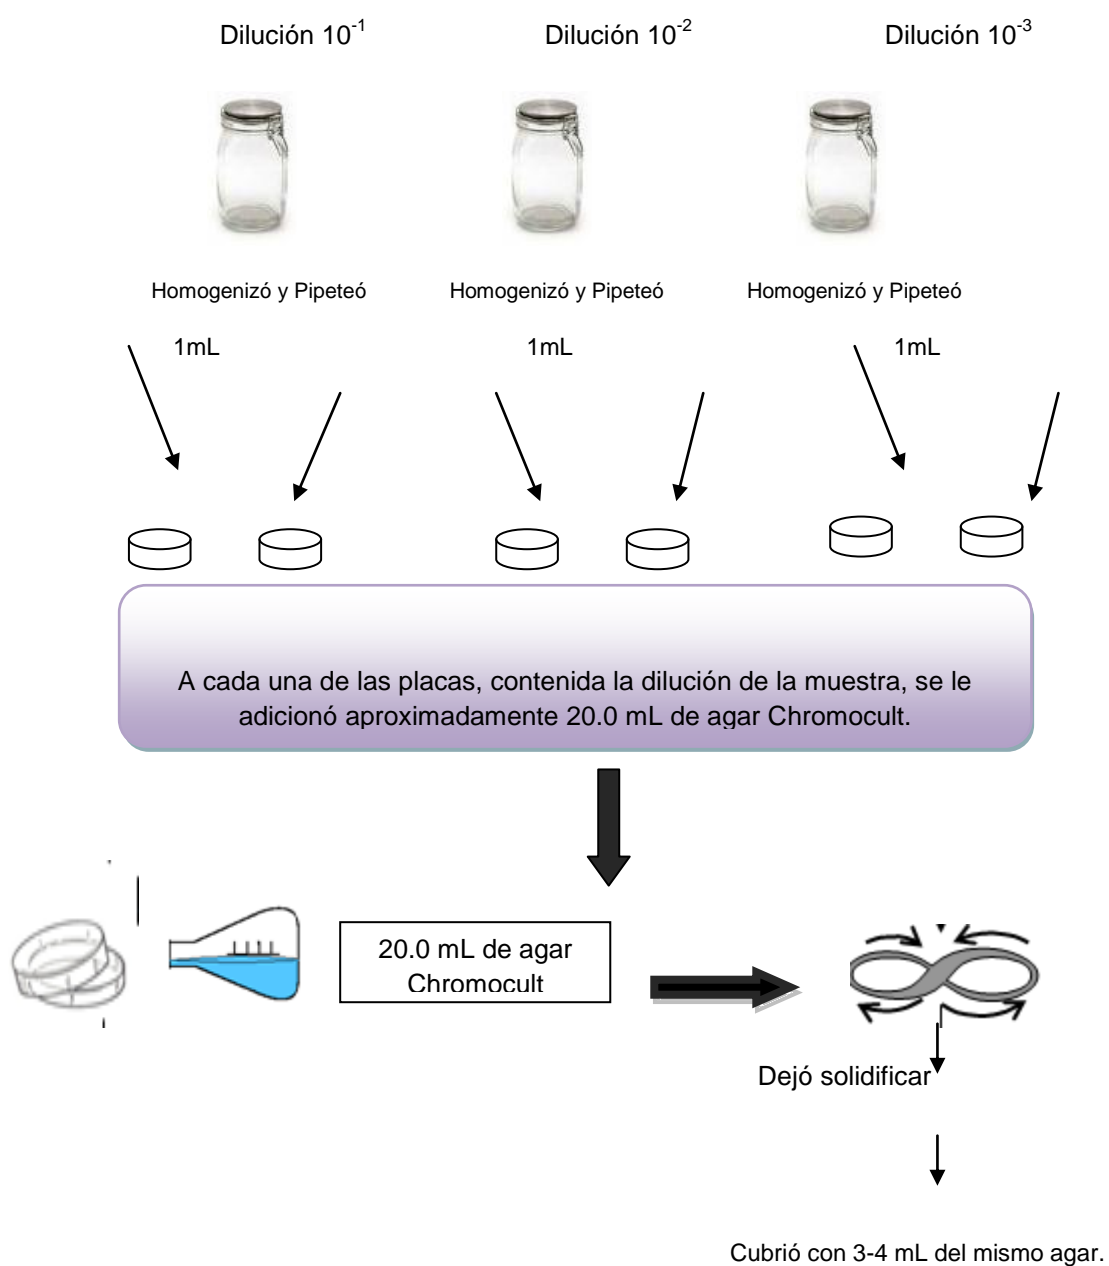 Dilución 10⁻¹ Dilución 10⁻² Dilución 10⁻³
Homogenizó y Pipeteó Homogenizó y Pipeteó Homogenizó y Pipeteó
1mL 1mL 1mL
A cada una de las placas, contenida la dilución de la muestra, se le
adicionó aproximadamente 20.0 mL de agar Chromocult.
20.0 mL de agar
Chromocult
Dejó solidificar
Cubrió con 3-4 mL del mismo agar.